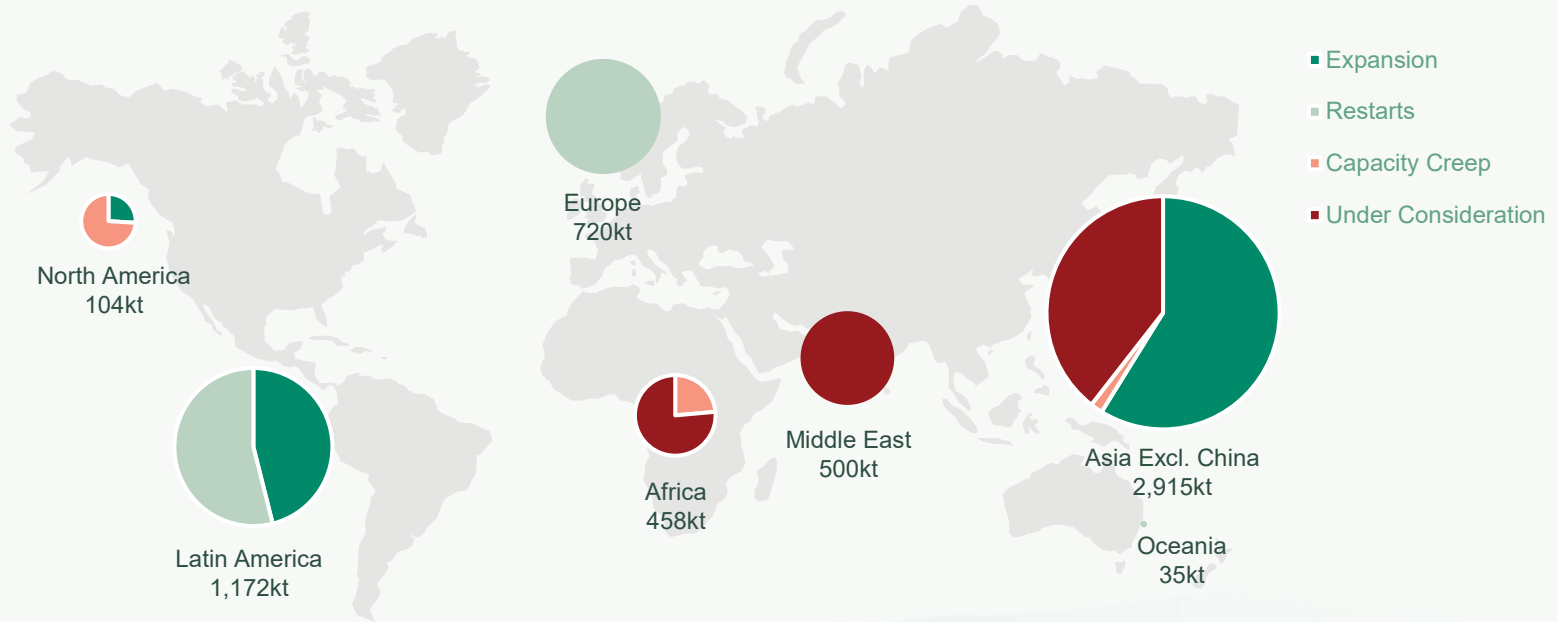 Expansion
Restarts
Capacity Creep
Under Consideration
Europe
720kt
North America
104kt
Middle East
500kt
Asia Excl. China
2,915kt
Africa
458kt
Oceania
35kt
Latin America
1,172kt